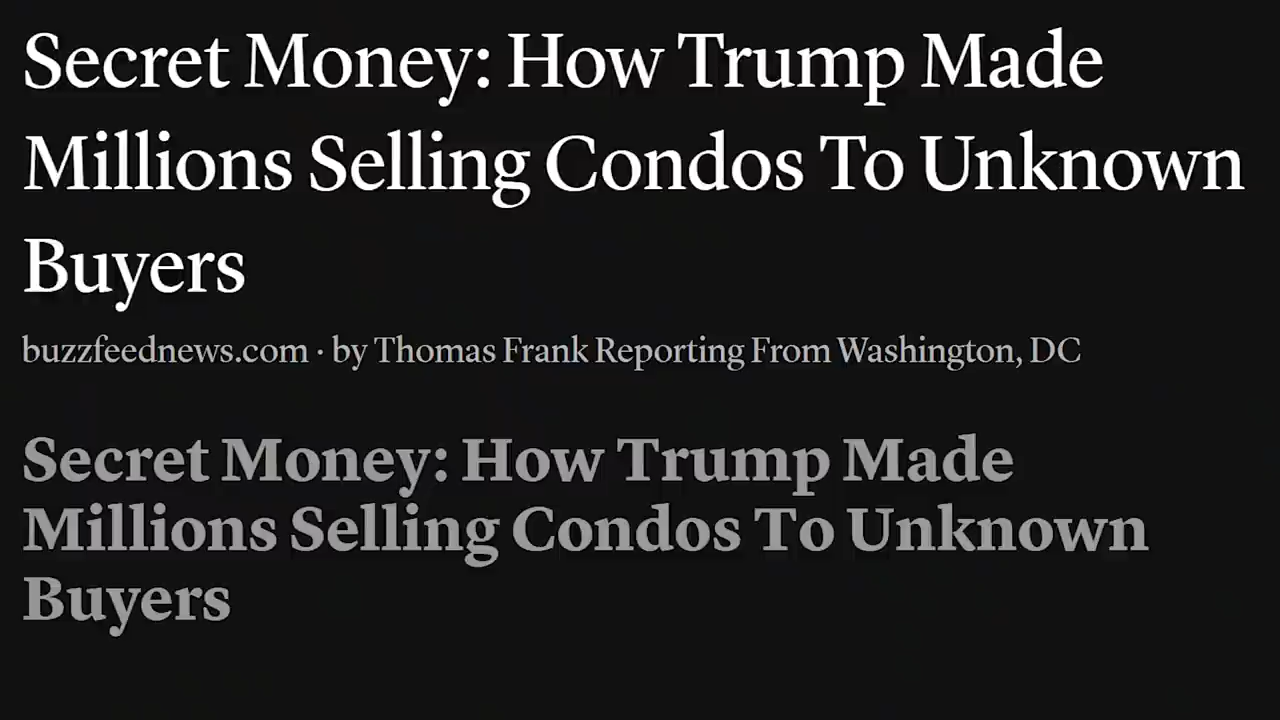 Secret Money: How Trump Made
Millions Selling Condos To Unknown
Buyers
buzzfeednews.com · by Thomas Frank Reporting From Washington, DC
Secret Money: How Trump Made
Millions Selling Condos To Unknown
Buyers